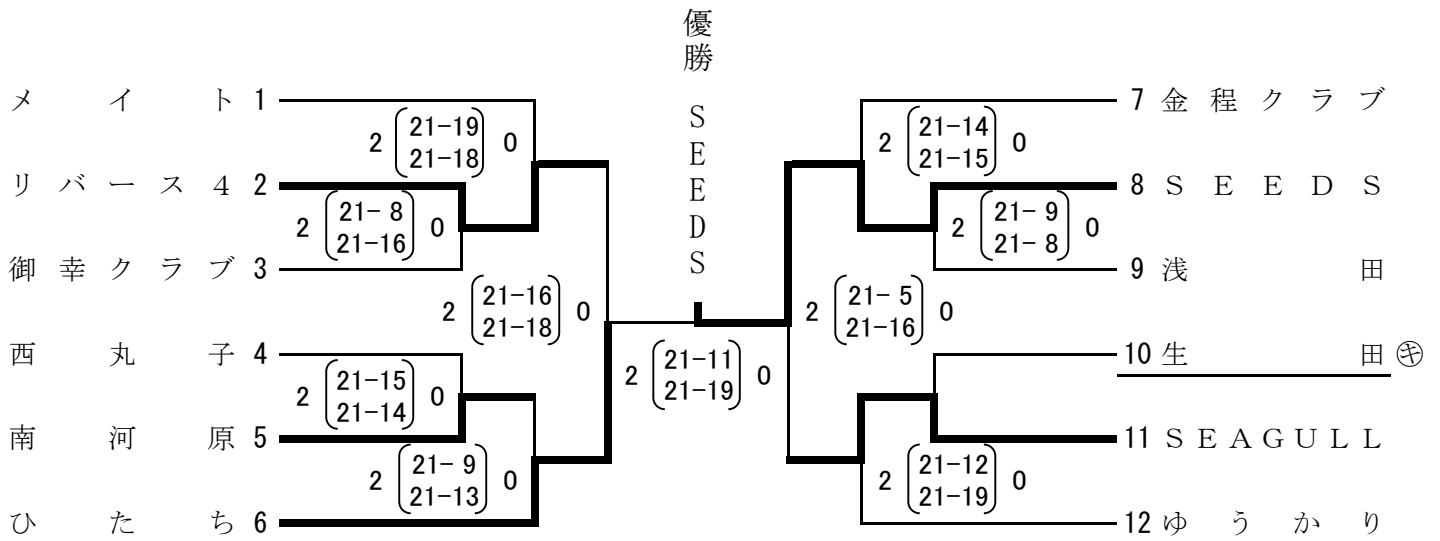 優勝 SEEDS
メイト 1
2 21-19 0
21-18
リバース4 2
2 21- 8 0
21-16
御幸クラブ 3
2 21-16 0
21-18
西丸子 4
2 21-15 0
21-14
南河原 5
2 21- 9 0
21-13
ひたち 6
2 21-11 0
21-19
7 金程クラブ
2 21-14 0
21-15
8 SEEDS
2 21- 9 0
21- 8
9 浅田
2 21- 5 0
21-16
10 生田 ㋖
11 SEAGULL
2 21-12 0
21-19
12 ゆうかり